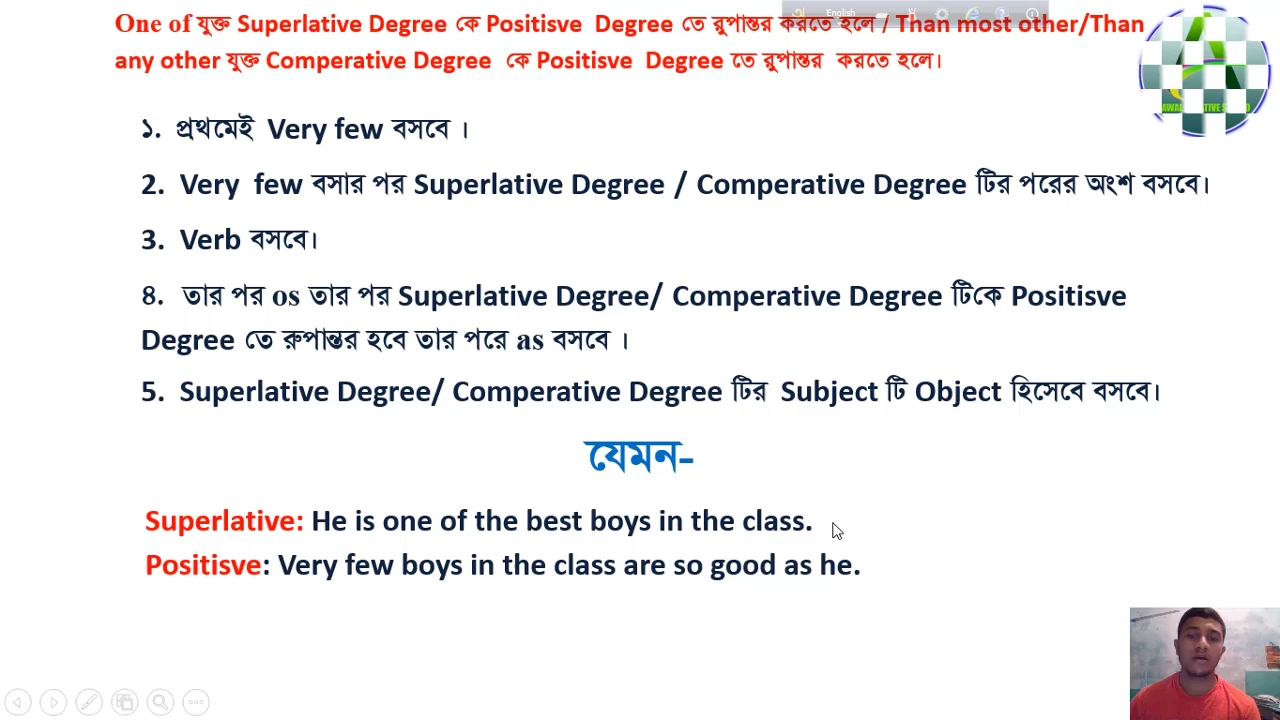 One of যুক্ত Superlative Degree কে Positisve Degree তে রুপান্তর করতে হলে / Than most other/Than
any other যুক্ত Comperative Degree কে Positisve Degree তে রুপান্তর করতে হলে।
English
১. প্রথমেই Very few বসবে ।
2. Very few বসার পর Superlative Degree / Comperative Degree টির পরের অংশ বসবে।
3. Verb বসবে।
৪. তার পর os তার পর Superlative Degree/ Comperative Degree টিকে Positisve
Degree তে রুপান্তর হবে তার পরে as বসবে ।
5. Superlative Degree/ Comperative Degree টির Subject টি Object হিসেবে বসবে।
যেমন-
Superlative: He is one of the best boys in the class.
Positisve: Very few boys in the class are so good as he.